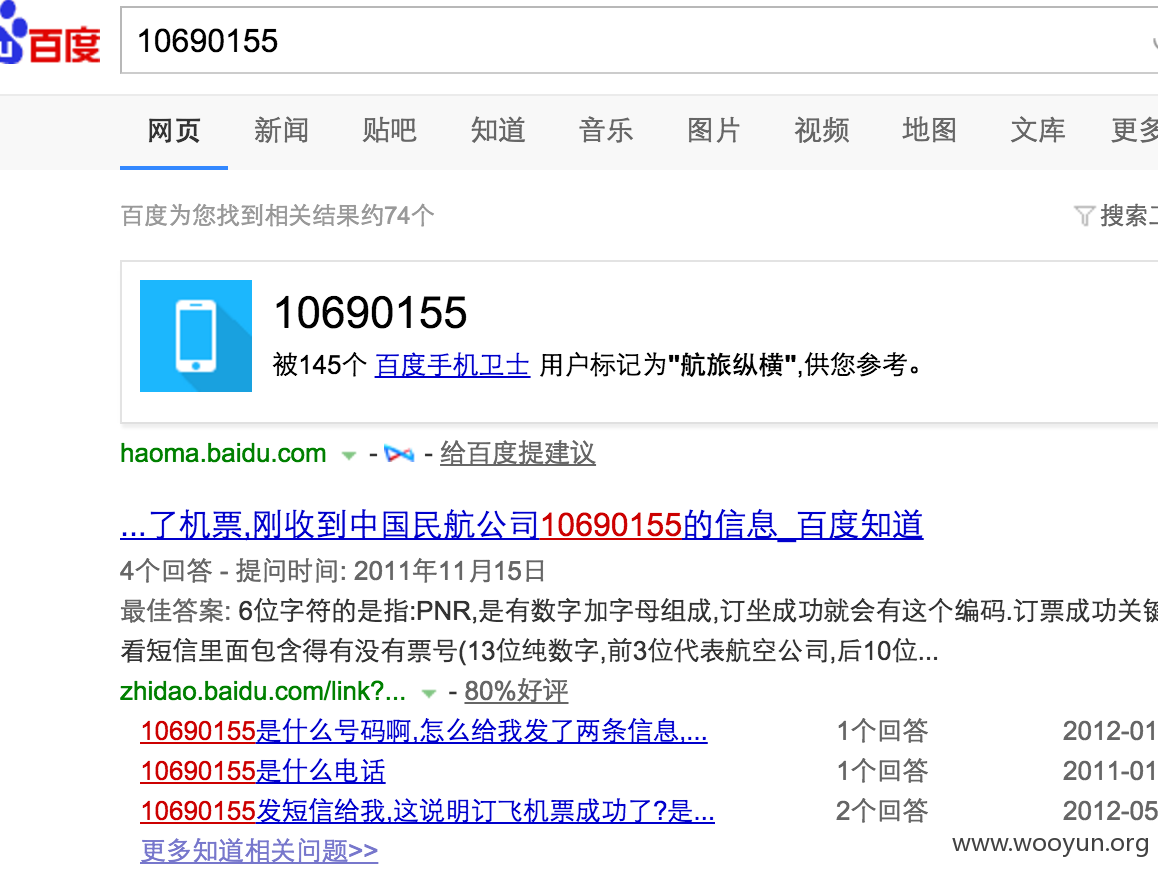 百度
10690155
网页 新闻 贴吧 知道 音乐 图片 视频 地图 文库 更多
百度为您找到相关结果约74个
搜索工
10690155
被145个 百度手机卫士 用户标记为"航旅纵横",供您参考。
haoma.baidu.com - - 给百度提建议
...了机票,刚收到中国民航公司10690155的信息_百度知道
4个回答 - 提问时间: 2011年11月15日
最佳答案: 6位字符的是指:PNR,是有数字加字母组成,订坐成功就会有这个编码.订票成功关键
看短信里面包含得有没有票号(13位纯数字,前3位代表航空公司,后10位...
zhidao.baidu.com/link?... - 80%好评
10690155是什么号码啊,怎么给我发了两条信息,... 1个回答 2012-01
10690155是什么电话 1个回答 2011-01
10690155发短信给我,这说明订飞机票成功了?是... 2个回答 2012-05
更多知道相关问题>>
www.wooyun.org